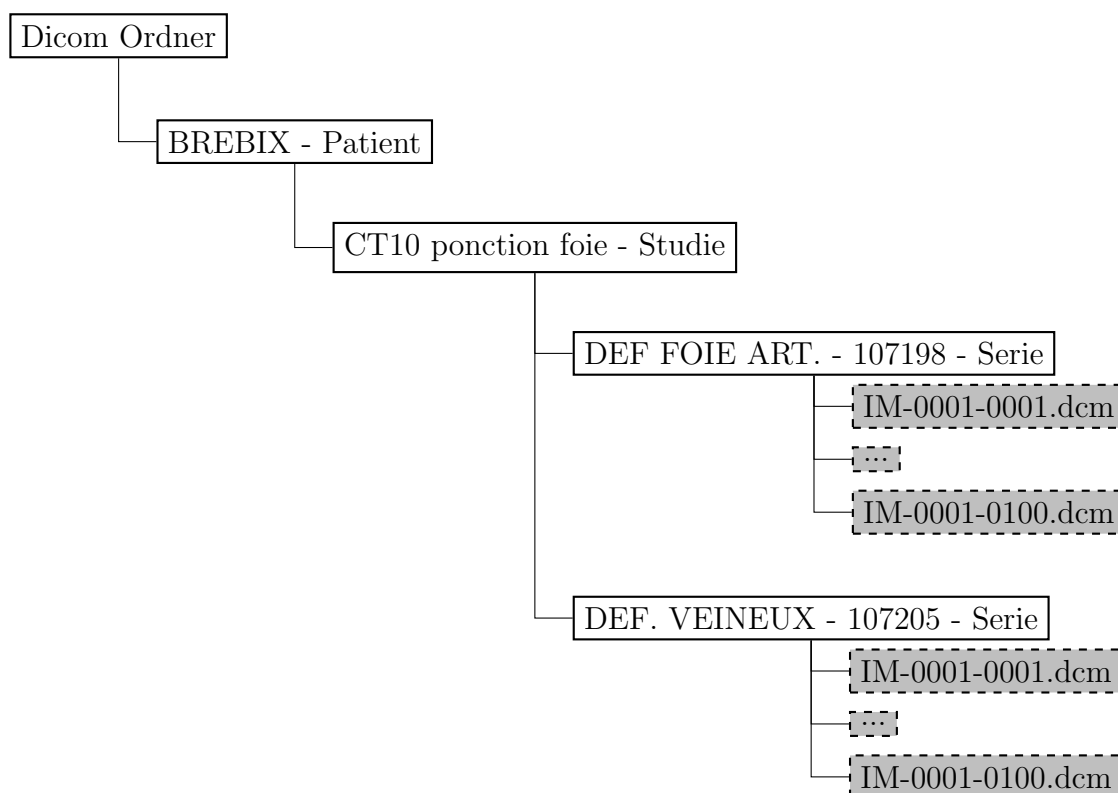 Dicom Ordner
BREBIX - Patient
CT10 ponction foie - Studie
DEF FOIE ART. - 107198 - Serie
IM-0001-0001.dcm
...
IM-0001-0100.dcm
DEF. VEINEUX - 107205 - Serie
IM-0001-0001.dcm
...
IM-0001-0100.dcm